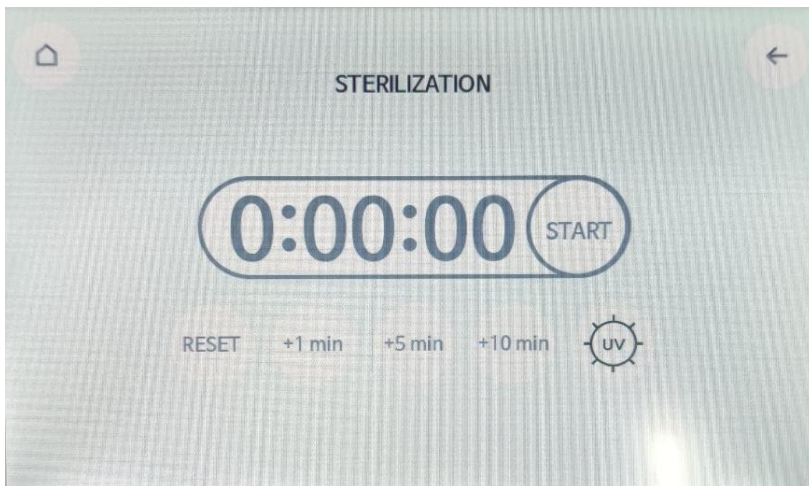 STERILIZATION
0:00:00 START
RESET +1 min +5 min +10 min UV